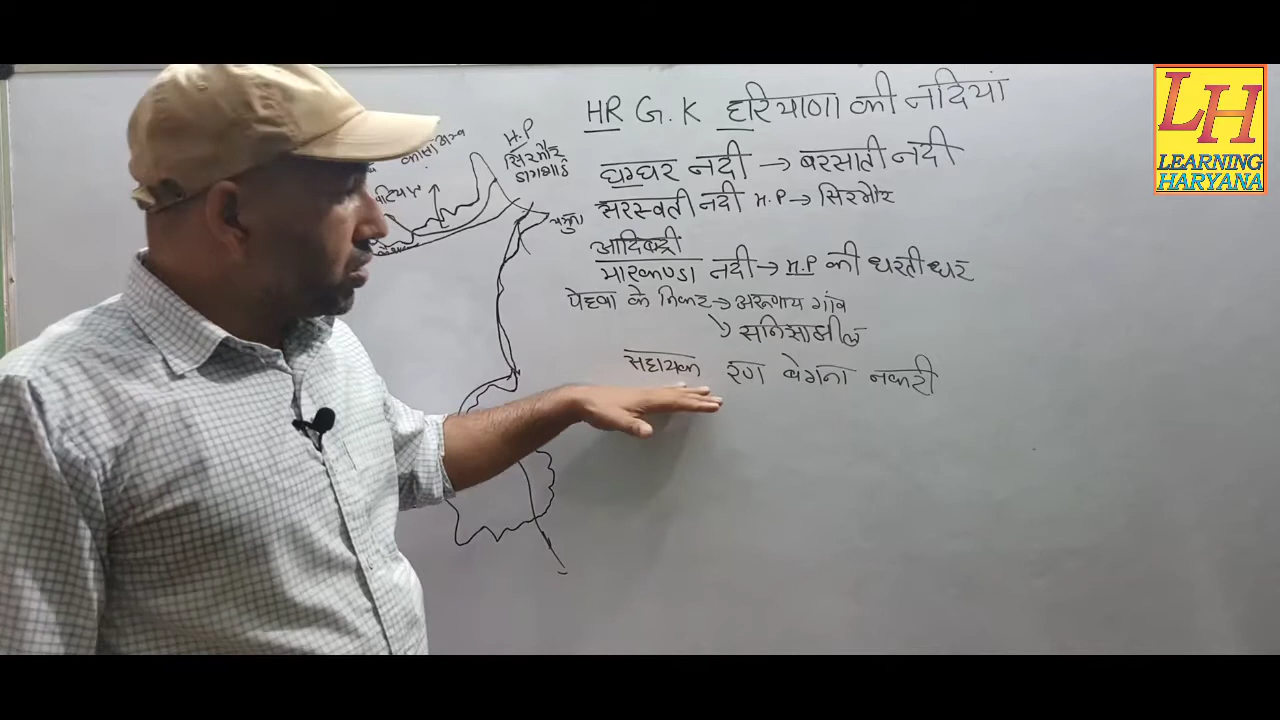 HR G.K हरियाणा की नदियां
घग्घर नदी → बरसाती नदी
सरस्वती नदी H.P → सिरमौर
आदिबद्री
मारकण्डा नदी → H.P की धरतीधार
पेहवा के निकट → अरूणाय गांव
↳ सनिसाझील
सहायक रुण बेगना नकटी
H.P
सिरमौर
LH
LEARNING
HARYANA